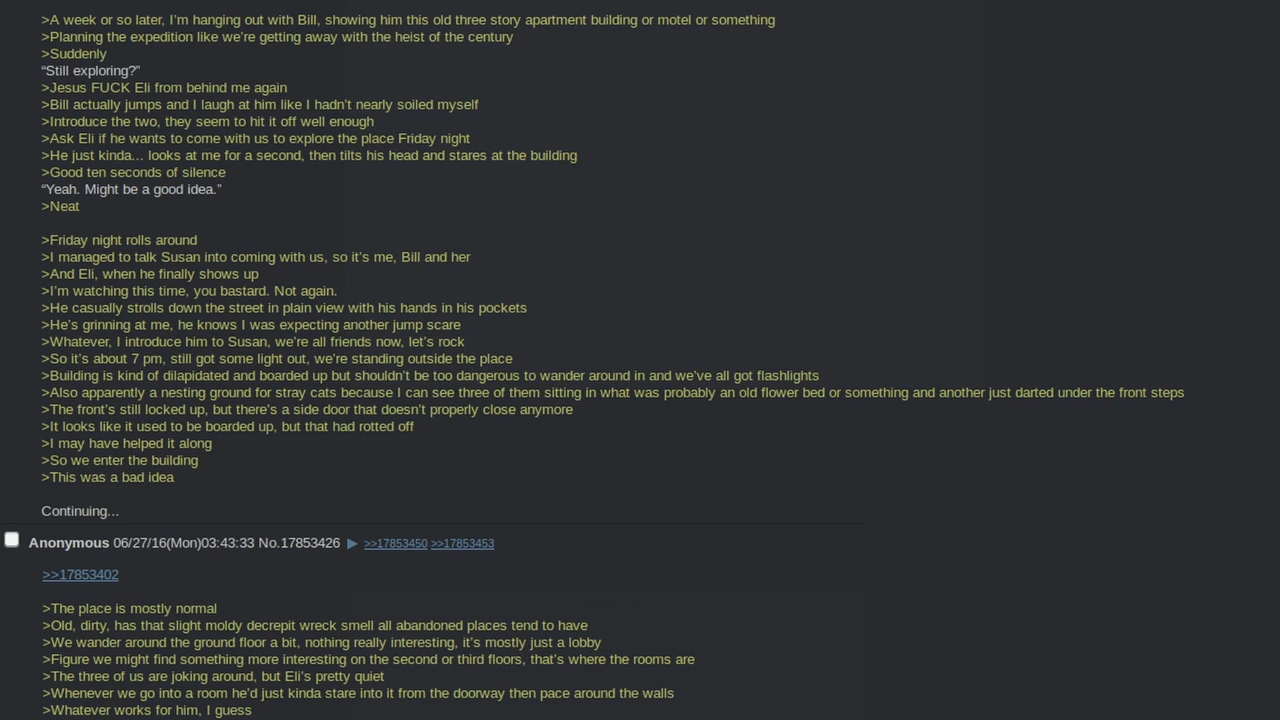 >A week or so later, I’m hanging out with Bill, showing him this old three story apartment building or motel or something
>Planning the expedition like we’re getting away with the heist of the century
>Suddenly
“Still exploring?”
>Jesus FUCK Eli from behind me again
>Bill actually jumps and I laugh at him like I hadn’t nearly soiled myself
>Introduce the two, they seem to hit it off well enough
>Ask Eli if he wants to come with us to explore the place Friday night
>He just kinda... looks at me for a second, then tilts his head and stares at the building
>Good ten seconds of silence
“Yeah. Might be a good idea.”
>Neat
>Friday night rolls around
>I managed to talk Susan into coming with us, so it’s me, Bill and her
>And Eli, when he finally shows up
>I’m watching this time, you bastard. Not again.
>He casually strolls down the street in plain view with his hands in his pockets
>He’s grinning at me, he knows I was expecting another jump scare
>Whatever, I introduce him to Susan, we’re all friends now, let’s rock
>So it’s about 7 pm, still got some light out, we’re standing outside the place
>Building is kind of dilapidated and boarded up but shouldn’t be too dangerous to wander around in and we’ve all got flashlights
>Also apparently a nesting ground for stray cats because I can see three of them sitting in what was probably an old flower bed or something and another just darted under the front steps
>The front’s still locked up, but there’s a side door that doesn’t properly close anymore
>It looks like it used to be boarded up, but that had rotted off
>I may have helped it along
>So we enter the building
>This was a bad idea
Continuing...
Anonymous 06/27/16(Mon)03:43:33 No.17853426 ▶ >>17853450 >>17853453
>>17853402
>The place is mostly normal
>Old, dirty, has that slight moldy decrepit wreck smell all abandoned places tend to have
>We wander around the ground floor a bit, nothing really interesting, it’s mostly just a lobby
>Figure we might find something more interesting on the second or third floors, that’s where the rooms are
>The three of us are joking around, but Eli’s pretty quiet
>Whenever we go into a room he’d just kinda stare into it from the doorway then pace around the walls
>Whatever works for him, I guess